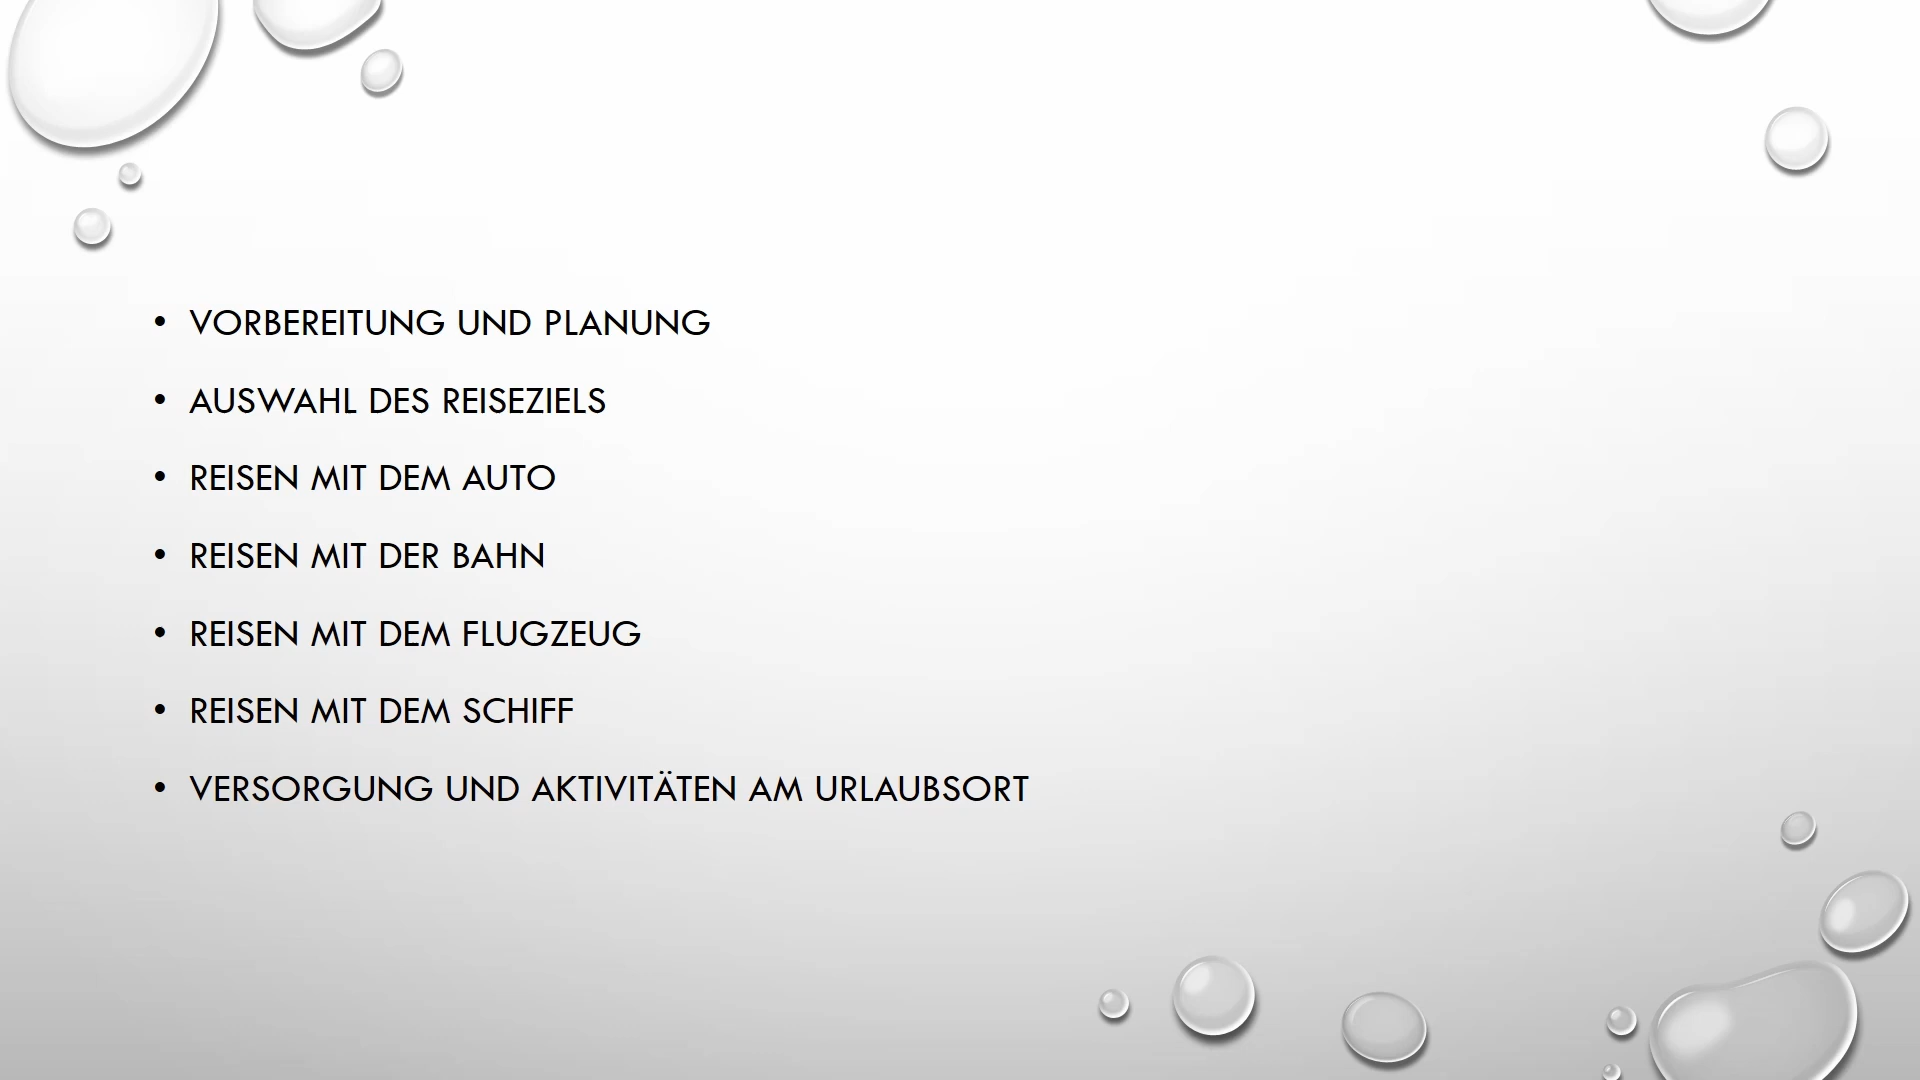 • VORBEREITUNG UND PLANUNG
• AUSWAHL DES REISEZIELS
• REISEN MIT DEM AUTO
• REISEN MIT DER BAHN
• REISEN MIT DEM FLUGZEUG
• REISEN MIT DEM SCHIFF
• VERSORGUNG UND AKTIVITÄTEN AM URLAUBSORT